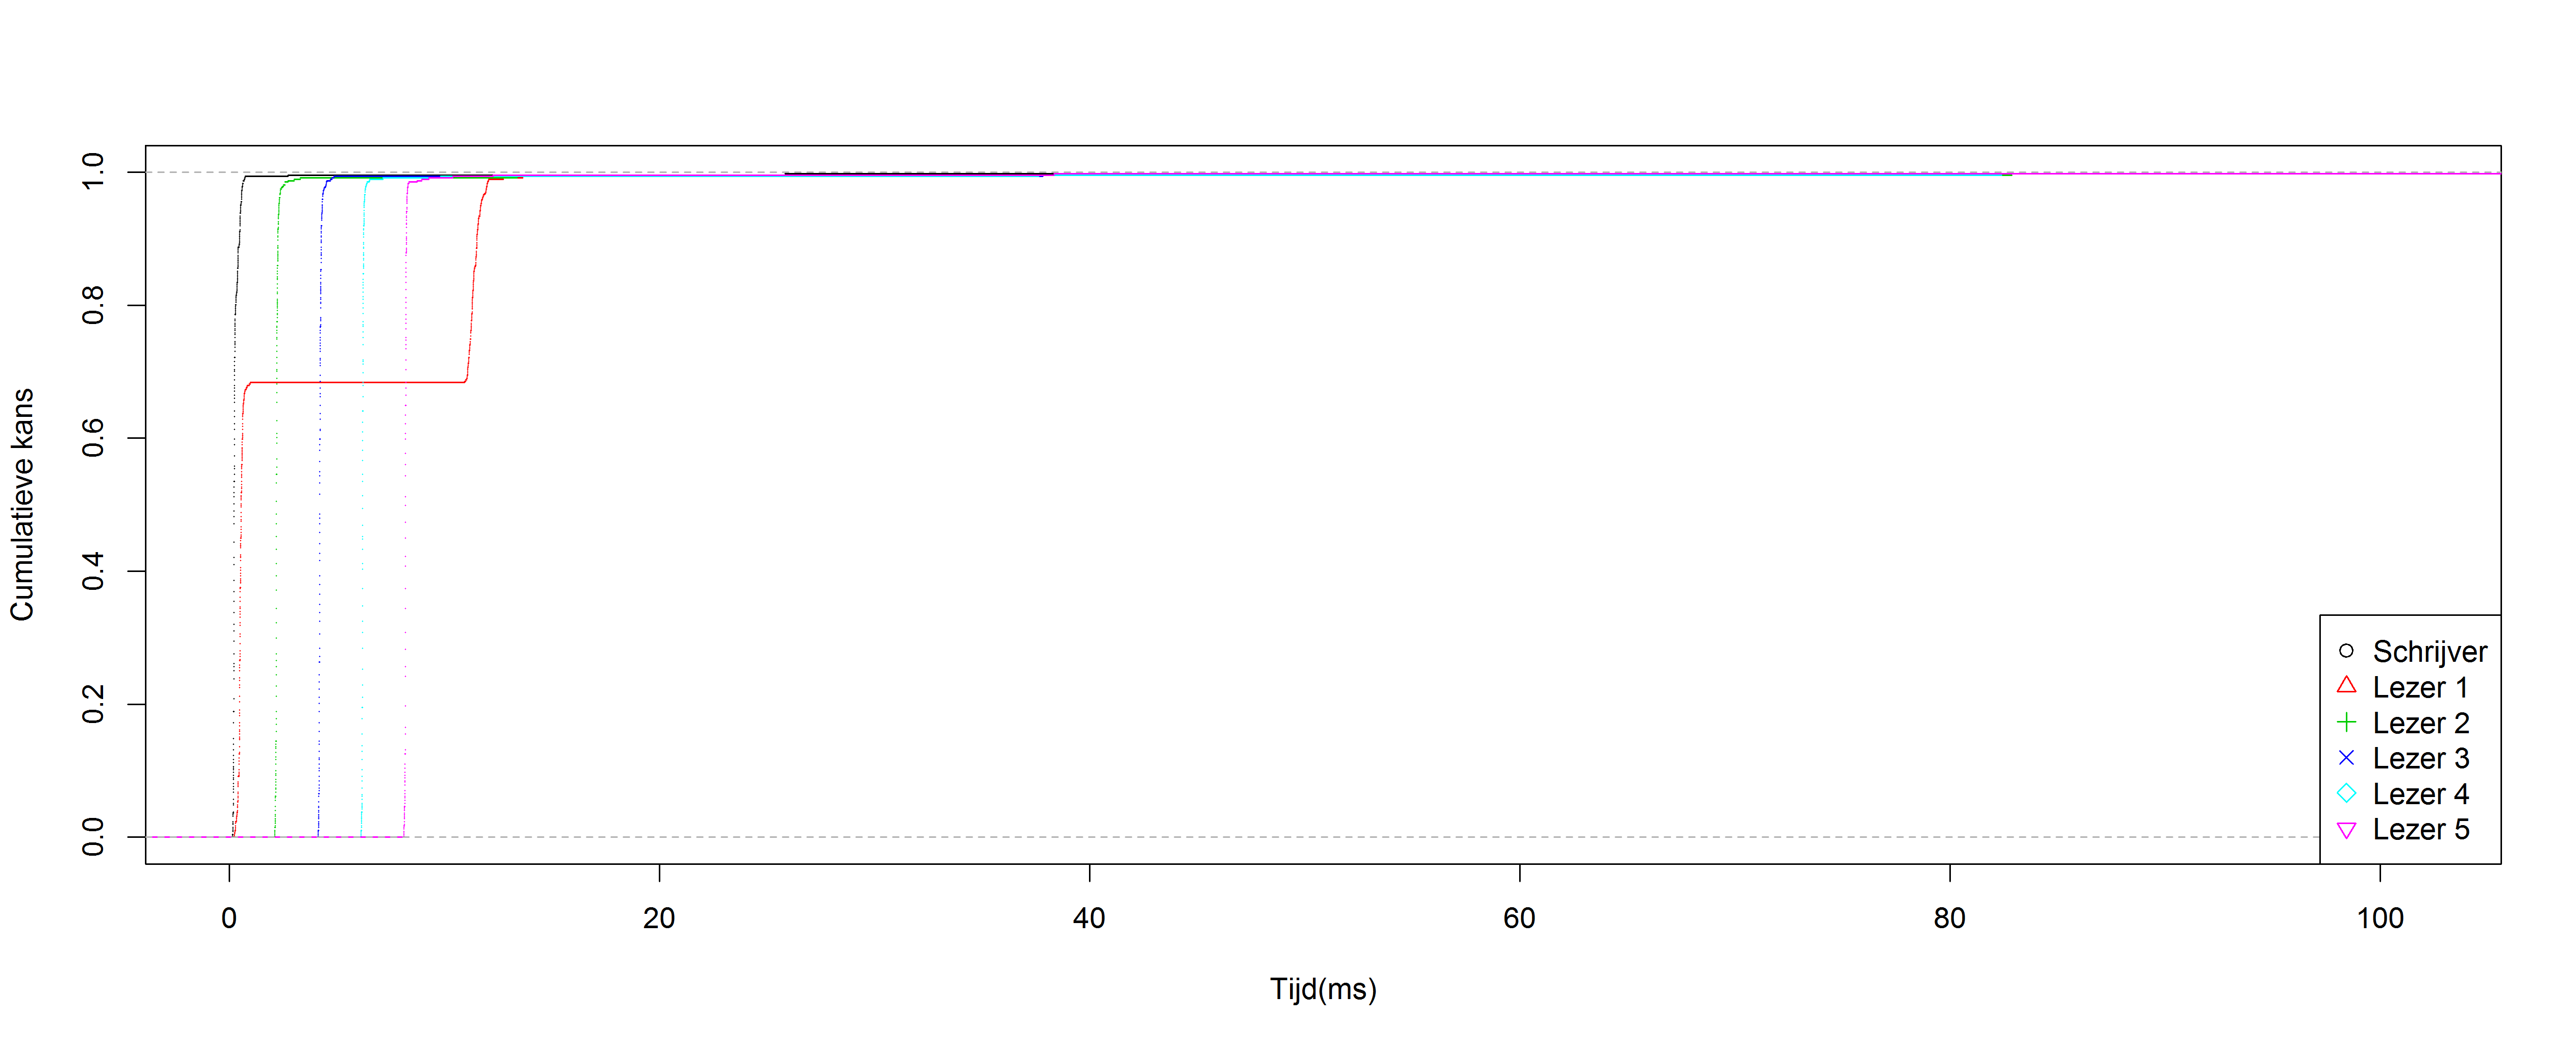 Cumulatieve kans
1.0
0.8
0.6
0.4
0.2
0.0
Schrijver
Lezer 1
Lezer 2
Lezer 3
Lezer 4
Lezer 5
0 20 40 60 80 100
Tijd(ms)